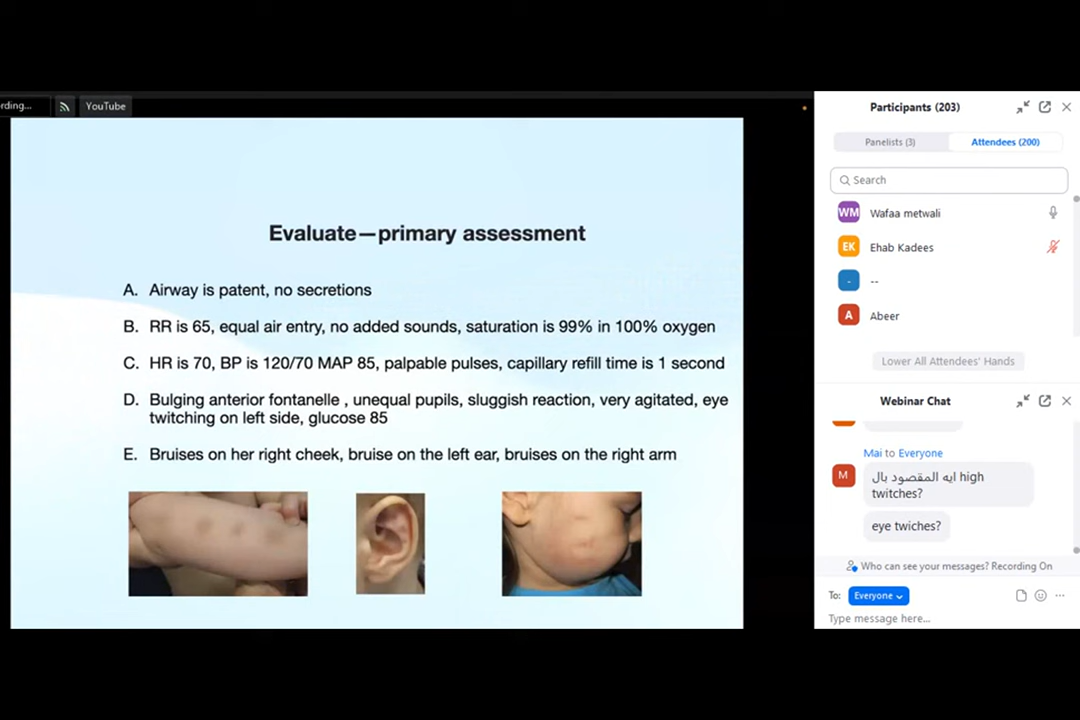 rding...
YouTube
Evaluate—primary assessment
A. Airway is patent, no secretions
B. RR is 65, equal air entry, no added sounds, saturation is 99% in 100% oxygen
C. HR is 70, BP is 120/70 MAP 85, palpable pulses, capillary refill time is 1 second
D. Bulging anterior fontanelle , unequal pupils, sluggish reaction, very agitated, eye
twitching on left side, glucose 85
E. Bruises on her right cheek, bruise on the left ear, bruises on the right arm
Participants (203)
Panelists (3)
Attendees (200)
Search
WM Wafaa metwali
EK Ehab Kadees
- --
A Abeer
Lower All Attendees' Hands
Webinar Chat
Mai to Everyone
M
ايه المقصود بال high
twitches?
eye twiches?
Who can see your messages? Recording On
To: Everyone
Type message here...